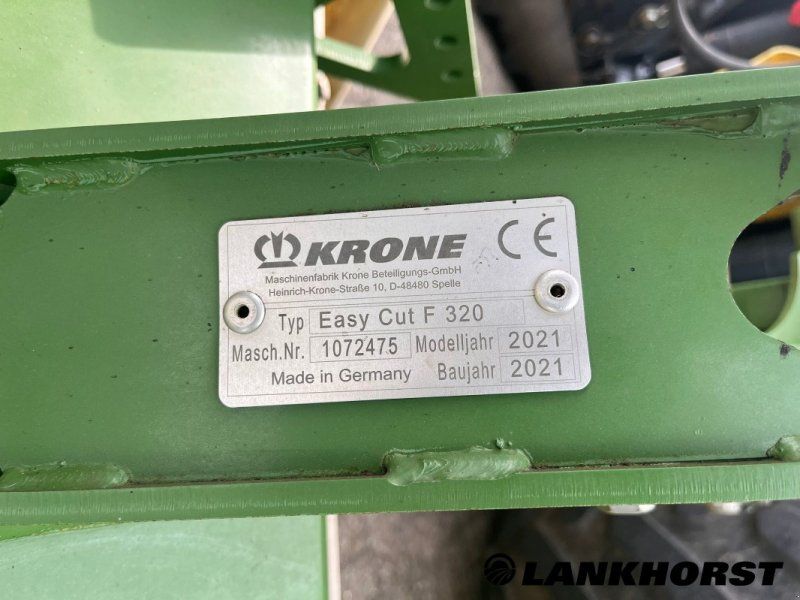 KRONE CE
Maschinenfabrik Krone Beteiligungs-GmbH
Heinrich-Krone-Straße 10, D-48480 Spelle
Typ Easy Cut F 320
Masch.Nr. 1072475 Modelljahr 2021
Made in Germany Baujahr 2021
LANKHORST